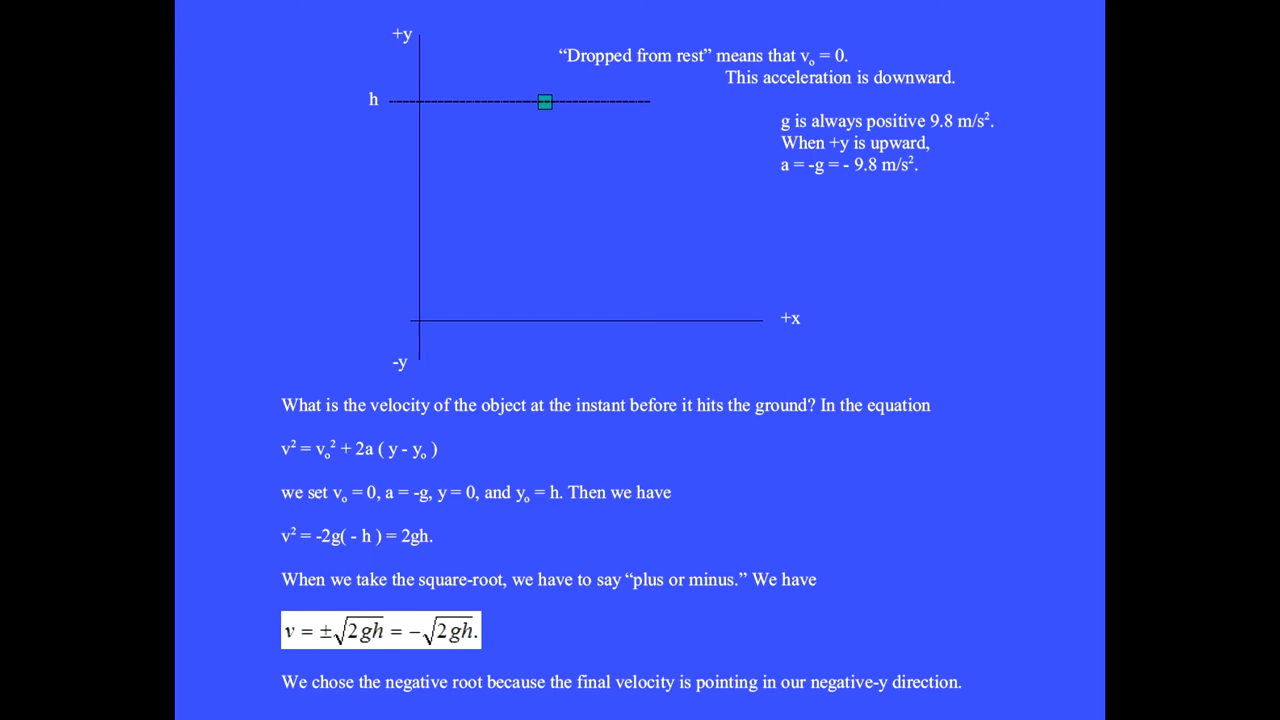 +y
“Dropped from rest” means that vₒ = 0.
This acceleration is downward.
h
g is always positive 9.8 m/s².
When +y is upward,
a = -g = - 9.8 m/s².
+x
-y
What is the velocity of the object at the instant before it hits the ground? In the equation
v² = vₒ² + 2a ( y - yₒ )
we set vₒ = 0, a = -g, y = 0, and yₒ = h. Then we have
v² = -2g( - h ) = 2gh.
When we take the square-root, we have to say “plus or minus.” We have
v = ±√2gh = −√2gh.
We chose the negative root because the final velocity is pointing in our negative-y direction.